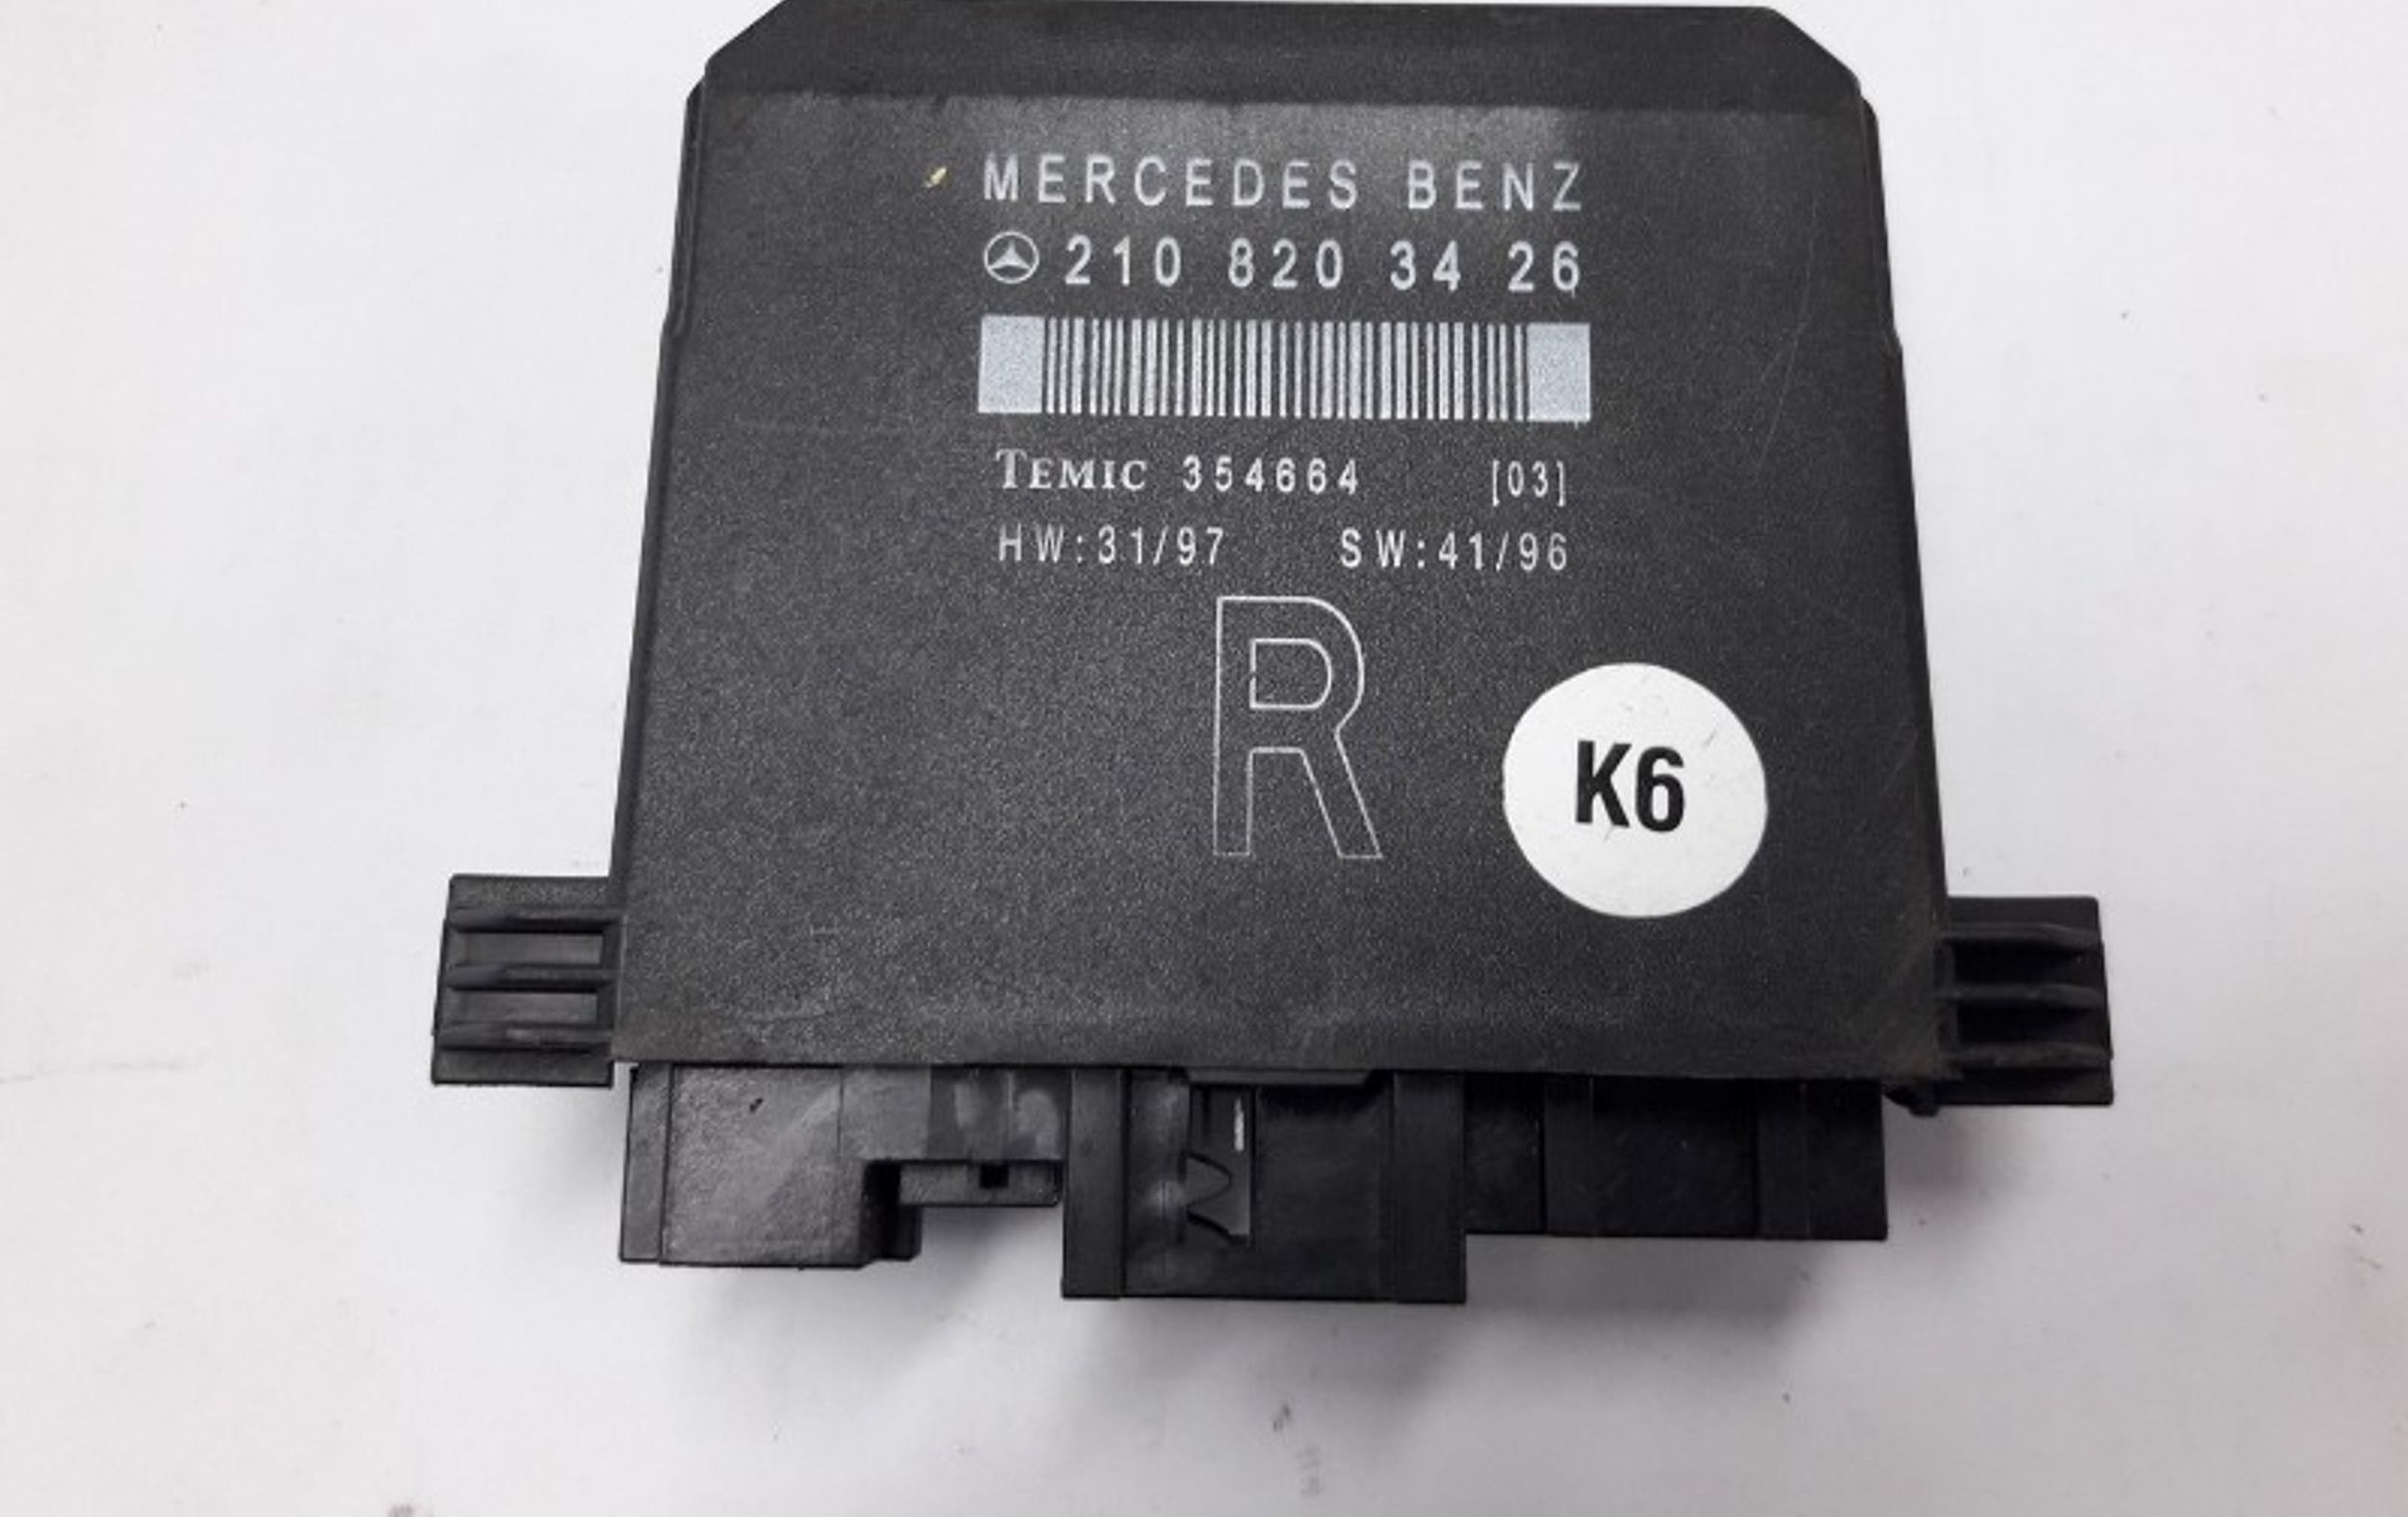 MERCEDES BENZ
210 820 34 26
TEMIC 354664 [03]
HW:31/97 SW:41/96
R
K6